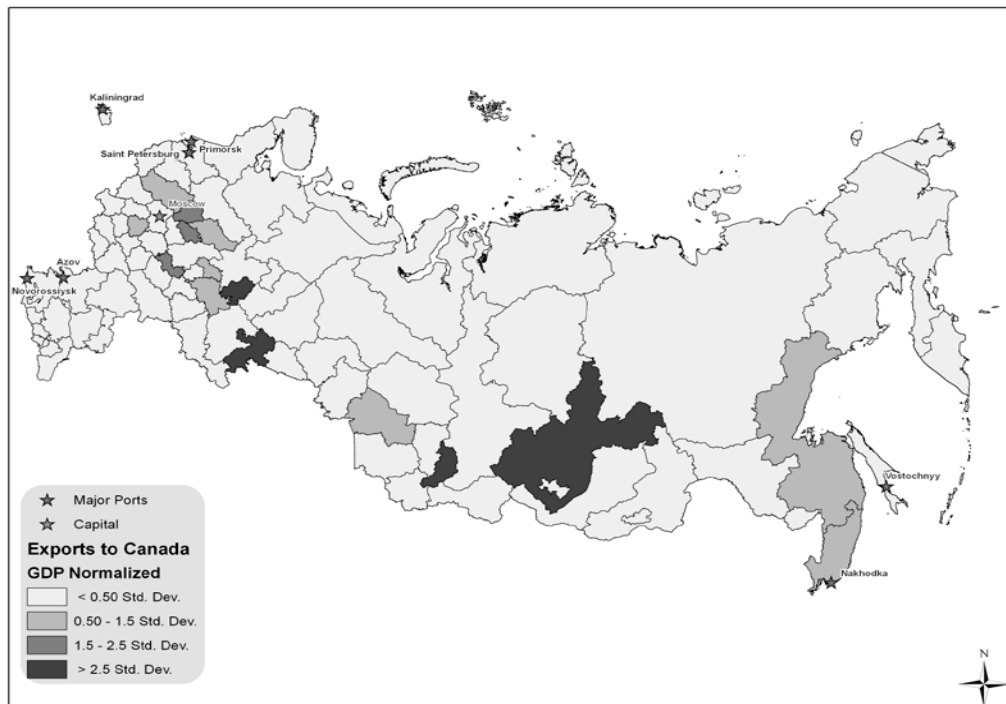 Kaliningrad
Saint Petersburg
Primorsk
Moscow
Azov
Novorossiysk
Vostochnyy
Nakhodka
Major Ports
Capital
Exports to Canada
GDP Normalized
< 0.50 Std. Dev.
0.50 - 1.5 Std. Dev.
1.5 - 2.5 Std. Dev.
> 2.5 Std. Dev.
N